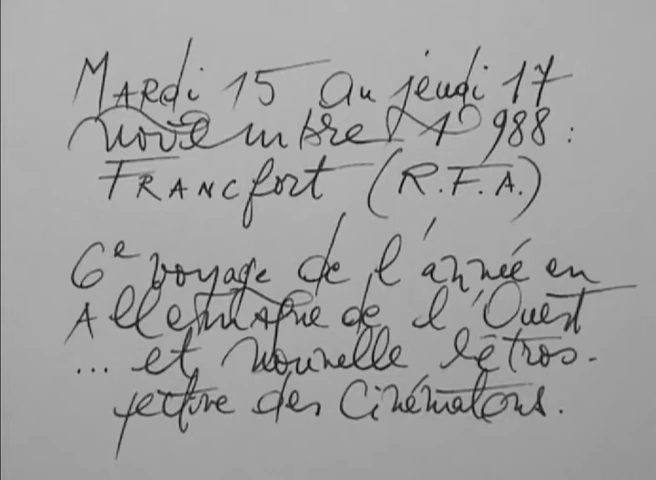 Mardi 15 au jeudi 17
novembre 1988 :
Francfort (R.F.A.)
6e voyage de l'année en
Allemagne de l'Ouest
... et nouvelle rétros-
pective des Cinématons.